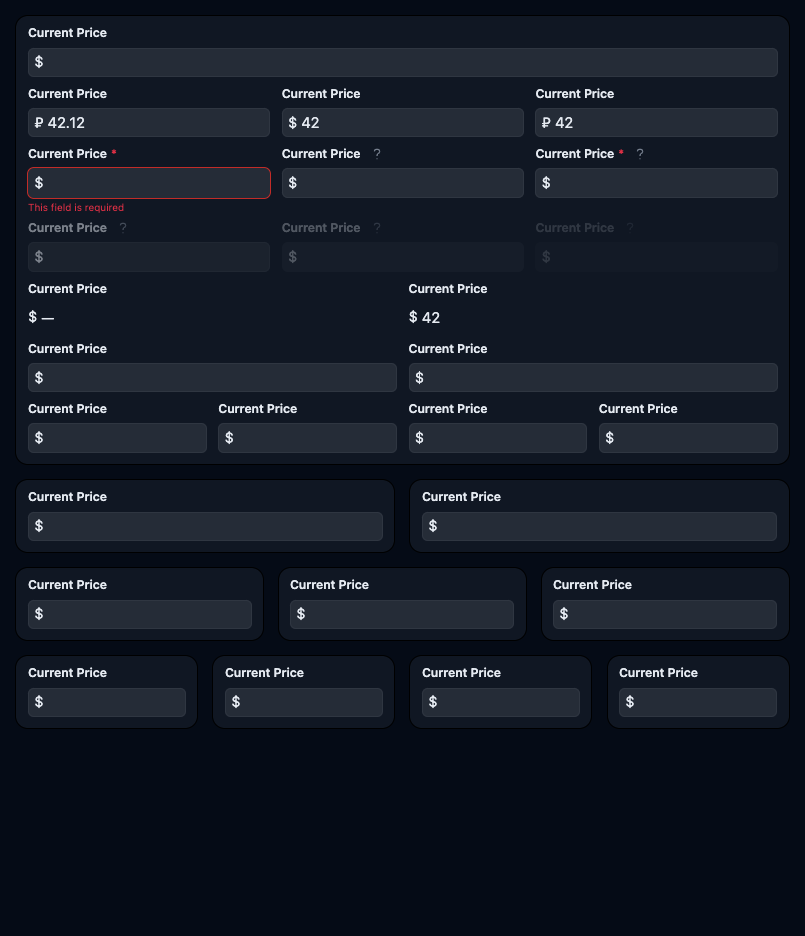 Current Price
$
Current Price Current Price Current Price
₽ 42.12 $ 42 ₽ 42
Current Price * Current Price ? Current Price * ?
$ $ $
This field is required
Current Price ? Current Price ? Current Price ?
$ $ $
Current Price Current Price
$ — $ 42
Current Price Current Price
$ $
Current Price Current Price Current Price Current Price
$ $ $ $
Current Price Current Price
$ $
Current Price Current Price Current Price
$ $ $
Current Price Current Price Current Price Current Price
$ $ $ $